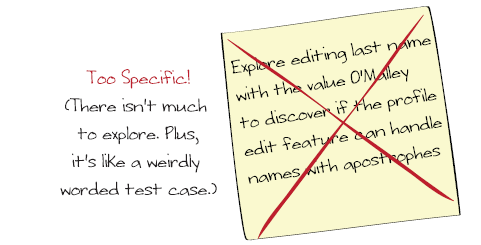 Too Specific!
(There isn't much
to explore. Plus,
it's like a weirdly
worded test case.)
Explore editing last name
with the value O'Malley
to discover if the profile
edit feature can handle
names with apostrophes